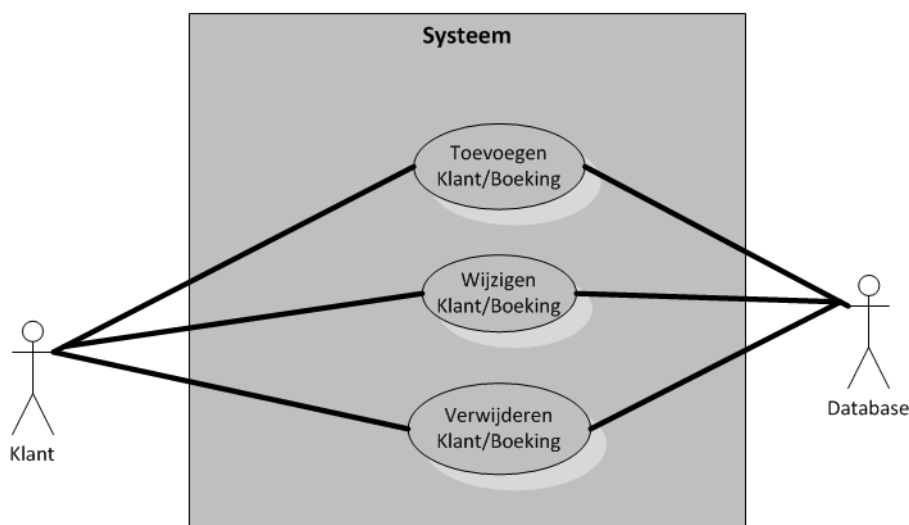 Systeem
Toevoegen
Klant/Boeking
Wijzigen
Klant/Boeking
Verwijderen
Klant/Boeking
Klant
Database